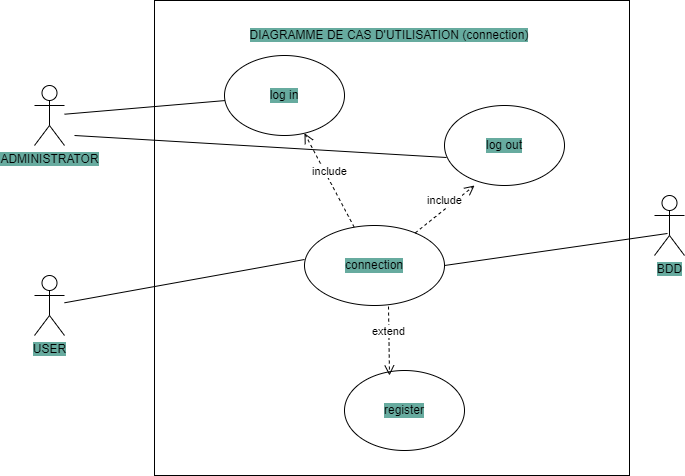 DIAGRAMME DE CAS D'UTILISATION (connection)
log in
ADMINISTRATOR
log out
include
include
connection
BDD
USER
extend
register